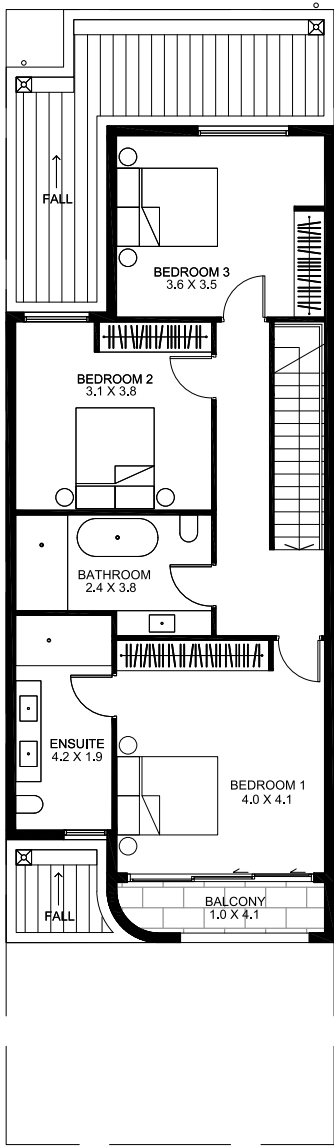 FALL
BEDROOM 3
3.6 X 3.5
BEDROOM 2
3.1 X 3.8
BATHROOM
2.4 X 3.8
ENSUITE
4.2 X 1.9
BEDROOM 1
4.0 X 4.1
BALCONY
1.0 X 4.1
FALL